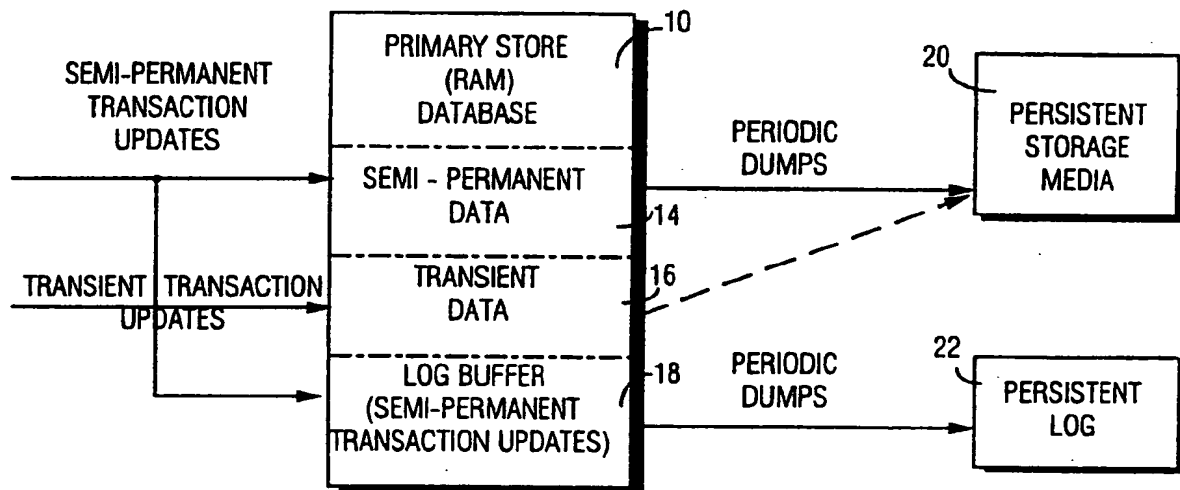 SEMI-PERMANENT
TRANSACTION
UPDATES
TRANSIENT TRANSACTION
UPDATES
10
PRIMARY STORE
(RAM)
DATABASE
SEMI - PERMANENT
DATA
14
TRANSIENT
DATA
16
LOG BUFFER
(SEMI-PERMANENT
TRANSACTION UPDATES)
18
PERIODIC
DUMPS
20
PERSISTENT
STORAGE
MEDIA
PERIODIC
DUMPS
22
PERSISTENT
LOG